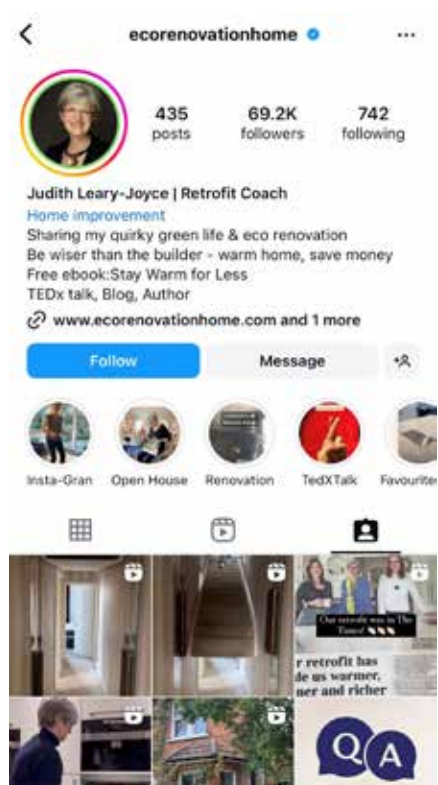 ecorenovationhome
435
69.2K
742
posts
followers
following
Judith Leary-Joyce | Retrofit Coach
Home improvement
Sharing my quirky green life & eco renovation
Be wiser than the builder - warm home, save money
Free ebook:Stay Warm for Less
TEDx talk, Blog, Author
www.ecorenovationhome.com and 1 more
Follow
Message
Insta-Gran
Open House
Renovation
TedXTalk
Favourites
Our retrofit was in The
Times!
r retrofit has
de us warmer,
ner and richer
Q
A